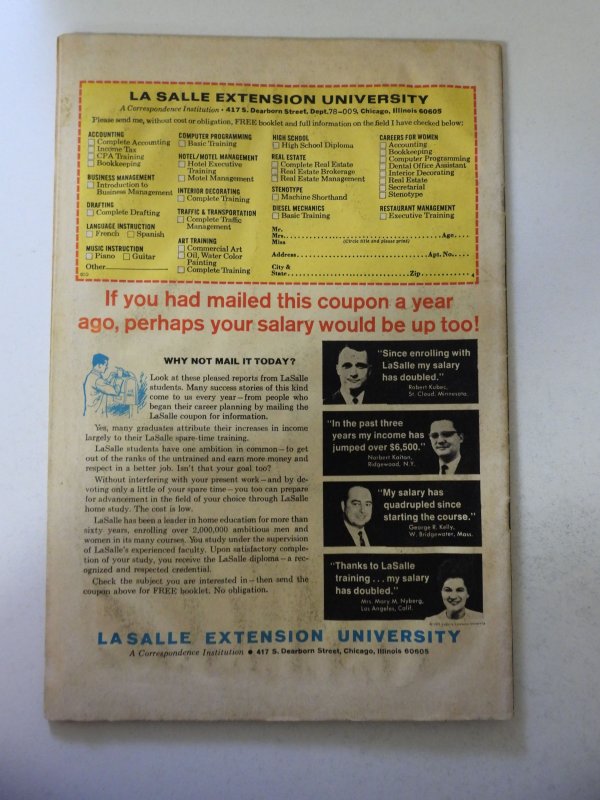 LA SALLE EXTENSION UNIVERSITY
A Correspondence Institution • 417 S. Dearborn Street, Dept. 78-009, Chicago, Illinois 60605
Please send me, without cost or obligation, FREE booklet and full information on the field I have checked below:
ACCOUNTING
Complete Accounting
Income Tax
CPA Training
Bookkeeping
BUSINESS MANAGEMENT
Introduction to
Business Management
DRAFTING
Complete Drafting
LANGUAGE INSTRUCTION
French Spanish
MUSIC INSTRUCTION
Piano Guitar
Other
COMPUTER PROGRAMMING
Basic Training
HOTEL/MOTEL MANAGEMENT
Hotel Executive
Training
Motel Management
INTERIOR DECORATING
Complete Training
TRAFFIC & TRANSPORTATION
Complete Traffic
Management
ART TRAINING
Commercial Art
Oil, Water Color
Painting
Complete Training
HIGH SCHOOL
High School Diploma
REAL ESTATE
Complete Real Estate
Real Estate Brokerage
Real Estate Management
STENOTYPE
Machine Shorthand
DIESEL MECHANICS
Basic Training
CAREERS FOR WOMEN
Accounting
Bookkeeping
Computer Programming
Dental Office Assistant
Interior Decorating
Real Estate
Secretarial
Stenotype
RESTAURANT MANAGEMENT
Executive Training
Mr.
Mrs. Age
Miss (Circle title and please print)
Address Apt. No.
City &
State Zip
4
If you had mailed this coupon a year
ago, perhaps your salary would be up too!
WHY NOT MAIL IT TODAY?
Look at these pleased reports from LaSalle
students. Many success stories of this kind
come to us every year—from people who
began their career planning by mailing the
LaSalle coupon for information.
Yes, many graduates attribute their increases in income
largely to their LaSalle spare-time training.
LaSalle students have one ambition in common—to get
out of the ranks of the untrained and earn more money and
respect in a better job. Isn't that your goal too?
Without interfering with your present work—and by de-
voting only a little of your spare time—you too can prepare
for advancement in the field of your choice through LaSalle
home study. The cost is low.
LaSalle has been a leader in home education for more than
sixty years, enrolling over 2,000,000 ambitious men and
women in its many courses. You study under the supervision
of LaSalle's experienced faculty. Upon satisfactory comple-
tion of your study, you receive the LaSalle diploma—a rec-
ognized and respected credential.
Check the subject you are interested in—then send the
coupon above for FREE booklet. No obligation.
"Since enrolling with
LaSalle my salary
has doubled."
Robert Kuber,
St. Cloud, Minnesota.
"In the past three
years my income has
jumped over $6,500."
Norbert Kaiton,
Ridgewood, N.Y.
"My salary has
quadrupled since
starting the course."
George R. Kelly,
W. Bridgewater, Mass.
"Thanks to LaSalle
training . . . my salary
has doubled."
Mrs. Mary M. Nyberg,
Los Angeles, Calif.
LASALLE EXTENSION UNIVERSITY
A Correspondence Institution • 417 S. Dearborn Street, Chicago, Illinois 60605